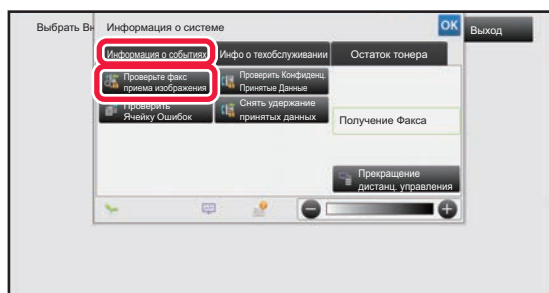 Выбрать Вн
Информация о системе
OK
Выход
Информация о событиях
Инфо о техобслуживании
Остаток тонера
Проверьте факс
приема изображения
Проверить Конфиденц.
Принятые Данные
Проверить
Ячейку Ошибок
Снять удержание
принятых данных
Получение Факса
Прекращение
дистанц. управления